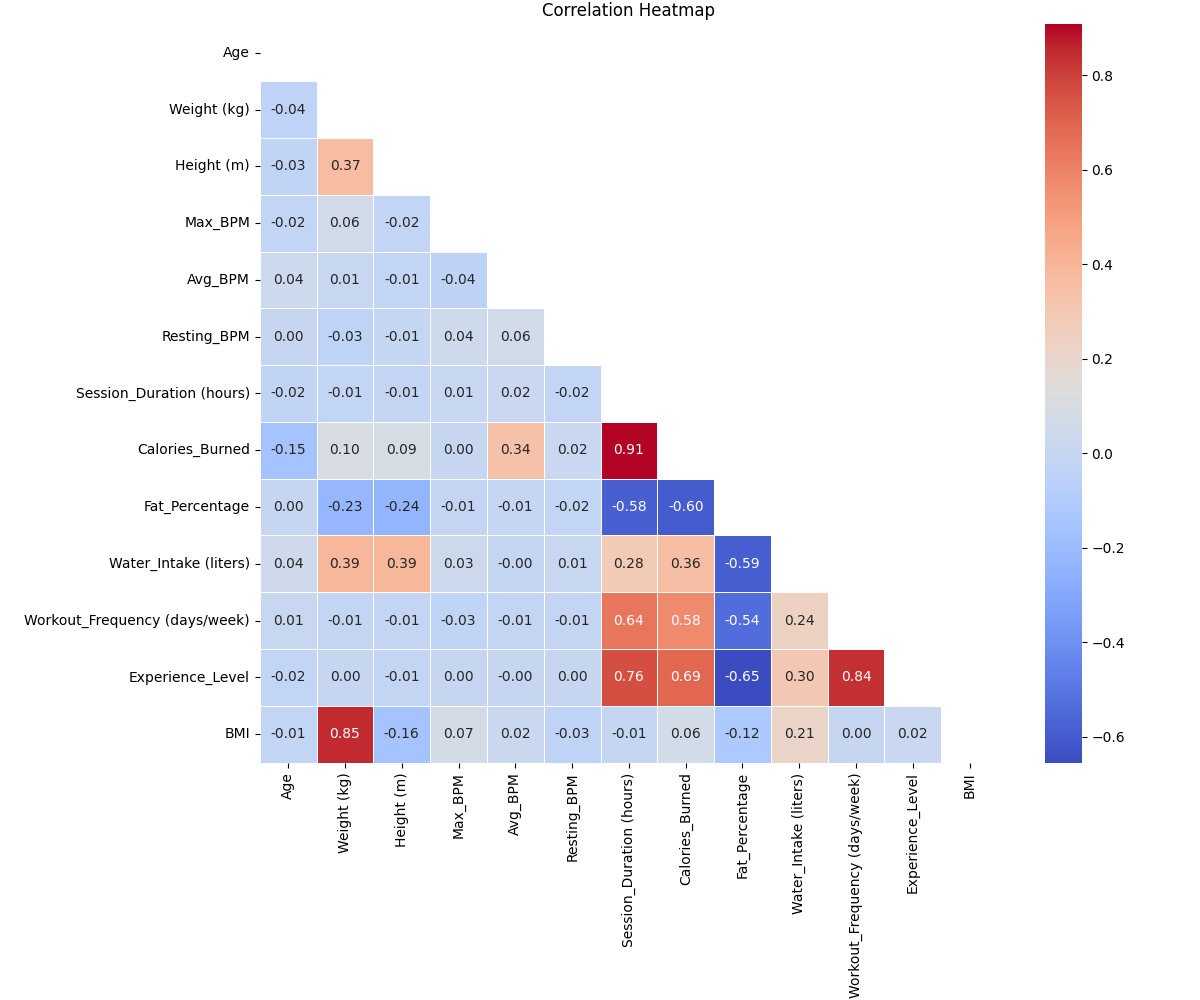 Correlation Heatmap
Age
Weight (kg) -0.04
Height (m) -0.03 0.37
Max_BPM -0.02 0.06 -0.02
Avg_BPM 0.04 0.01 -0.01 -0.04
Resting_BPM 0.00 -0.03 -0.01 0.04 0.06
Session_Duration (hours) -0.02 -0.01 -0.01 0.01 0.02 -0.02
Calories_Burned -0.15 0.10 0.09 0.00 0.34 0.02 0.91
Fat_Percentage 0.00 -0.23 -0.24 -0.01 -0.01 -0.02 -0.58 -0.60
Water_Intake (liters) 0.04 0.39 0.39 0.03 -0.00 0.01 0.28 0.36 -0.59
Workout_Frequency (days/week) 0.01 -0.01 -0.01 -0.03 -0.01 -0.01 0.64 0.58 -0.54 0.24
Experience_Level -0.02 0.00 -0.01 0.00 -0.00 0.00 0.76 0.69 -0.65 0.30 0.84
BMI -0.01 0.85 -0.16 0.07 0.02 -0.03 -0.01 0.06 -0.12 0.21 0.00 0.02
Age
Weight (kg)
Height (m)
Max_BPM
Avg_BPM
Resting_BPM
Session_Duration (hours)
Calories_Burned
Fat_Percentage
Water_Intake (liters)
Workout_Frequency (days/week)
Experience_Level
BMI
0.8
0.6
0.4
0.2
0.0
−0.2
−0.4
−0.6